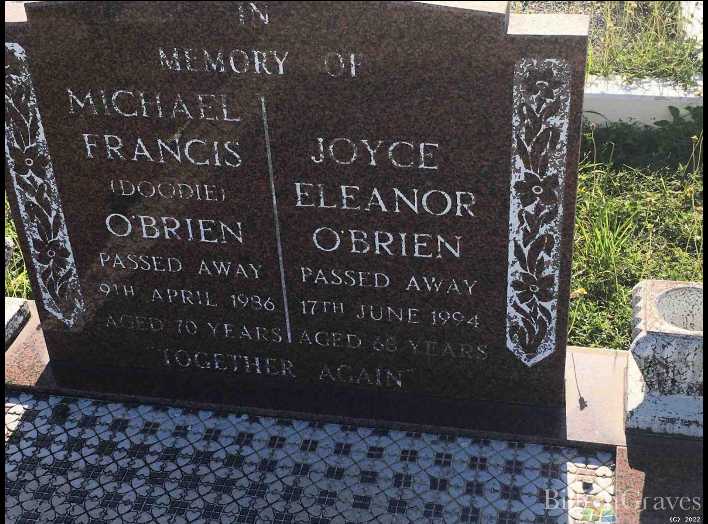 IN
MEMORY OF
MICHAEL
FRANCIS
(DOODIE)
O'BRIEN
PASSED AWAY
9TH APRIL 1986
AGED 70 YEARS
JOYCE
ELEANOR
O'BRIEN
PASSED AWAY
17TH JUNE 1994
AGED 68 YEARS
TOGETHER AGAIN
BillionGraves
(C) 2022